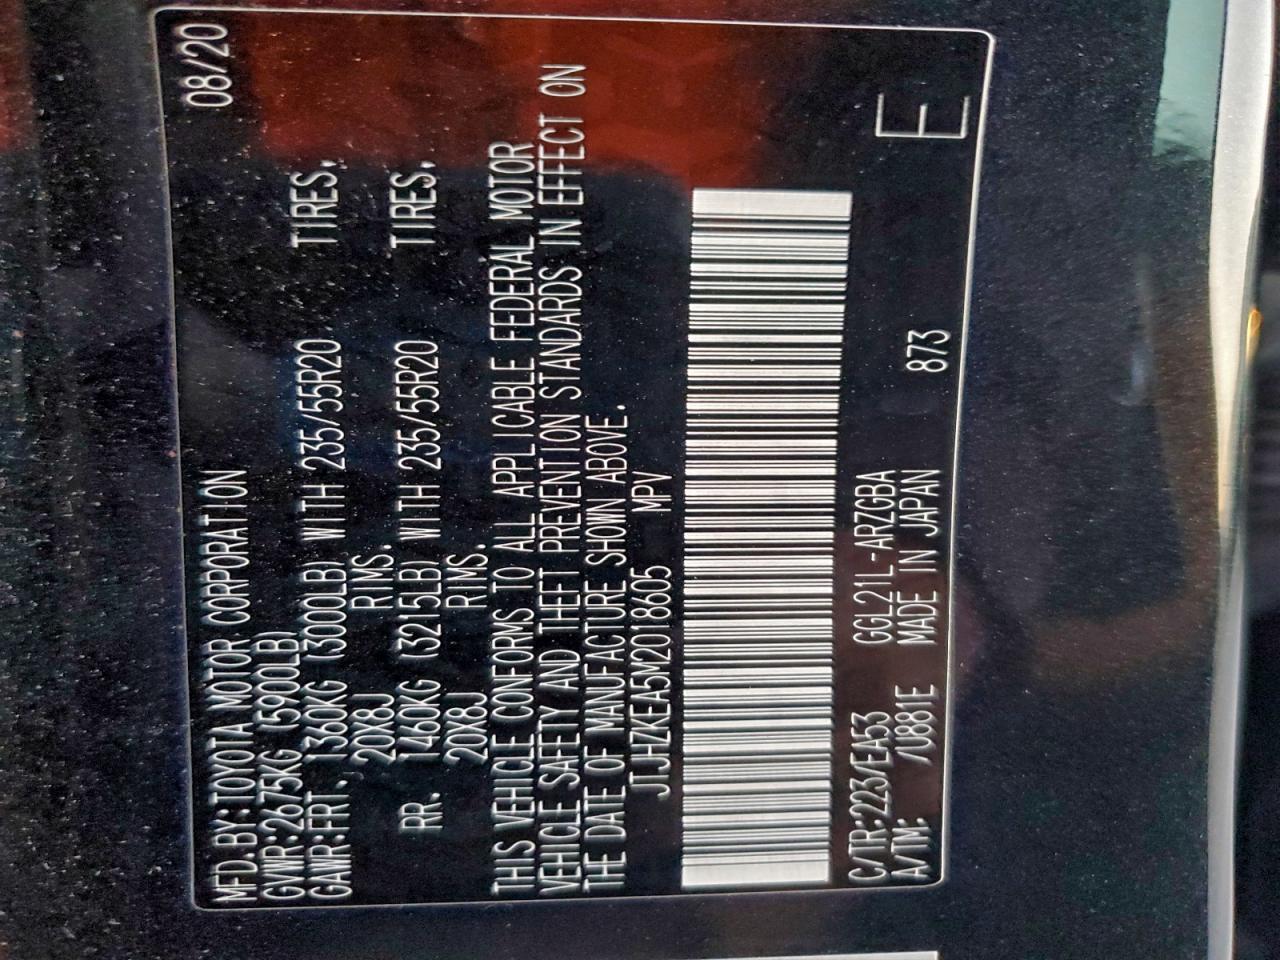 MFD.BY:TOYOTA MOTOR CORPORATION 08/20
GVWR:2675KG (5900LB)
GAWR:FRT. 1360KG (3000LB) WITH 235/55R20 TIRES,
20X8J RIMS.
RR. 1460KG (3215LB) WITH 235/55R20 TIRES,
20X8J RIMS.
THIS VEHICLE CONFORMS TO ALL APPLICABLE FEDERAL MOTOR
VEHICLE SAFETY AND THEFT PREVENTION STANDARDS IN EFFECT ON
THE DATE OF MANUFACTURE SHOWN ABOVE.
JTJHZKEA5M2018605 MPV
C/TR:223/EA53 GGL21L-ARZGBA
A/TM: /U881E MADE IN JAPAN 873 E